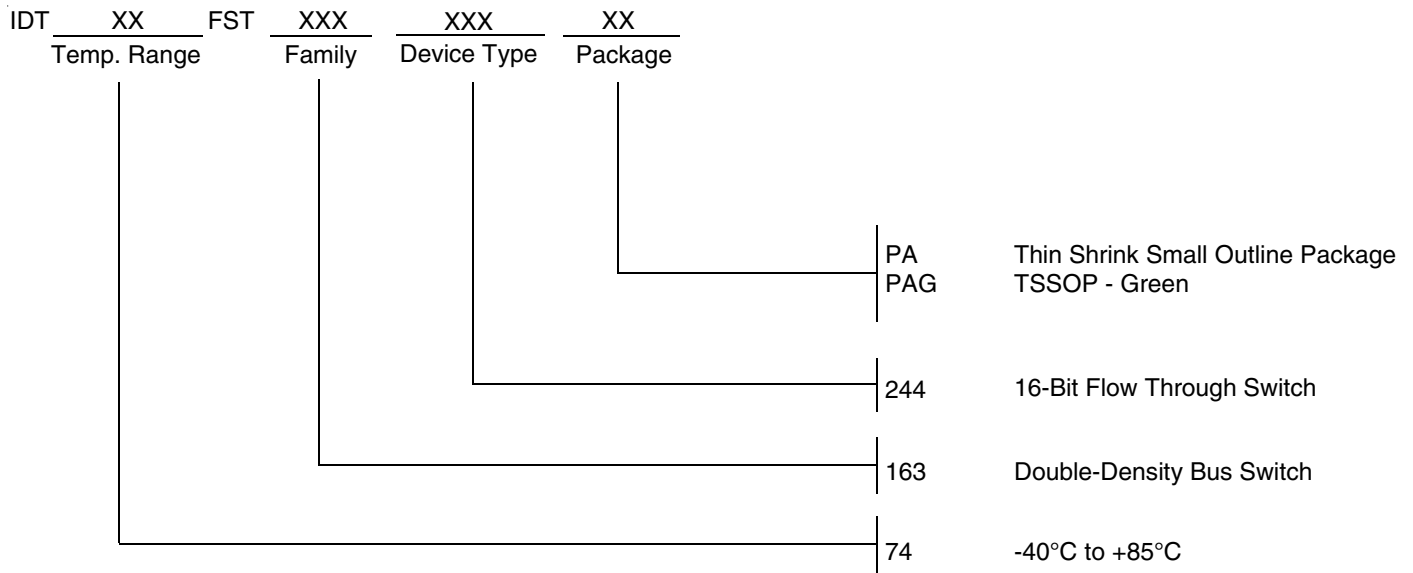 IDT XX FST XXX XXX XX
Temp. Range Family Device Type Package
PA Thin Shrink Small Outline Package
PAG TSSOP - Green
244 16-Bit Flow Through Switch
163 Double-Density Bus Switch
74 -40°C to +85°C